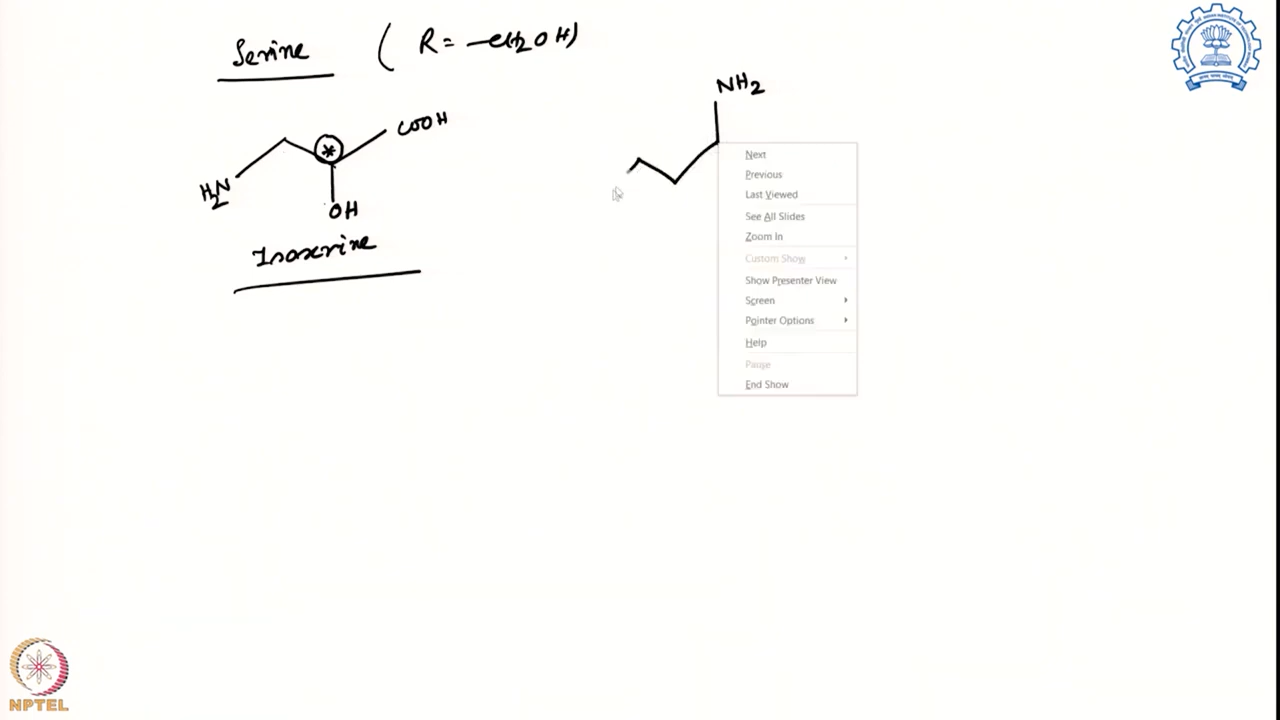 Serine ( R = -CH2OH)
NH2
COOH
H2N
OH
Isoserine
Next
Previous
Last Viewed
See All Slides
Zoom In
Custom Show
Show Presenter View
Screen
Pointer Options
Help
Pause
End Show
NPTEL